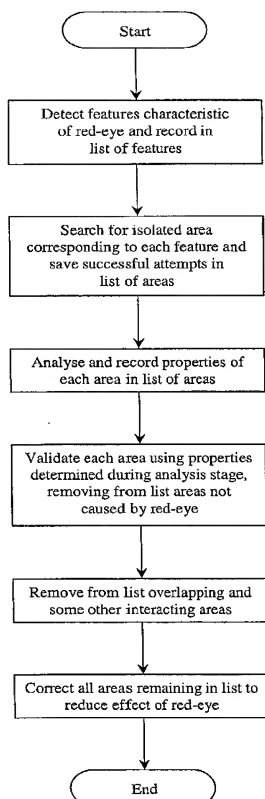 Start
Detect features characteristic
of red-eye and record in
list of features
Search for isolated area
corresponding to each feature and
save successful attempts in
list of areas
Analyse and record properties of
each area in list of areas
Validate each area using properties
determined during analysis stage,
removing from list areas not
caused by red-eye
Remove from list overlapping and
some other interacting areas
Correct all areas remaining in list to
reduce effect of red-eye
End